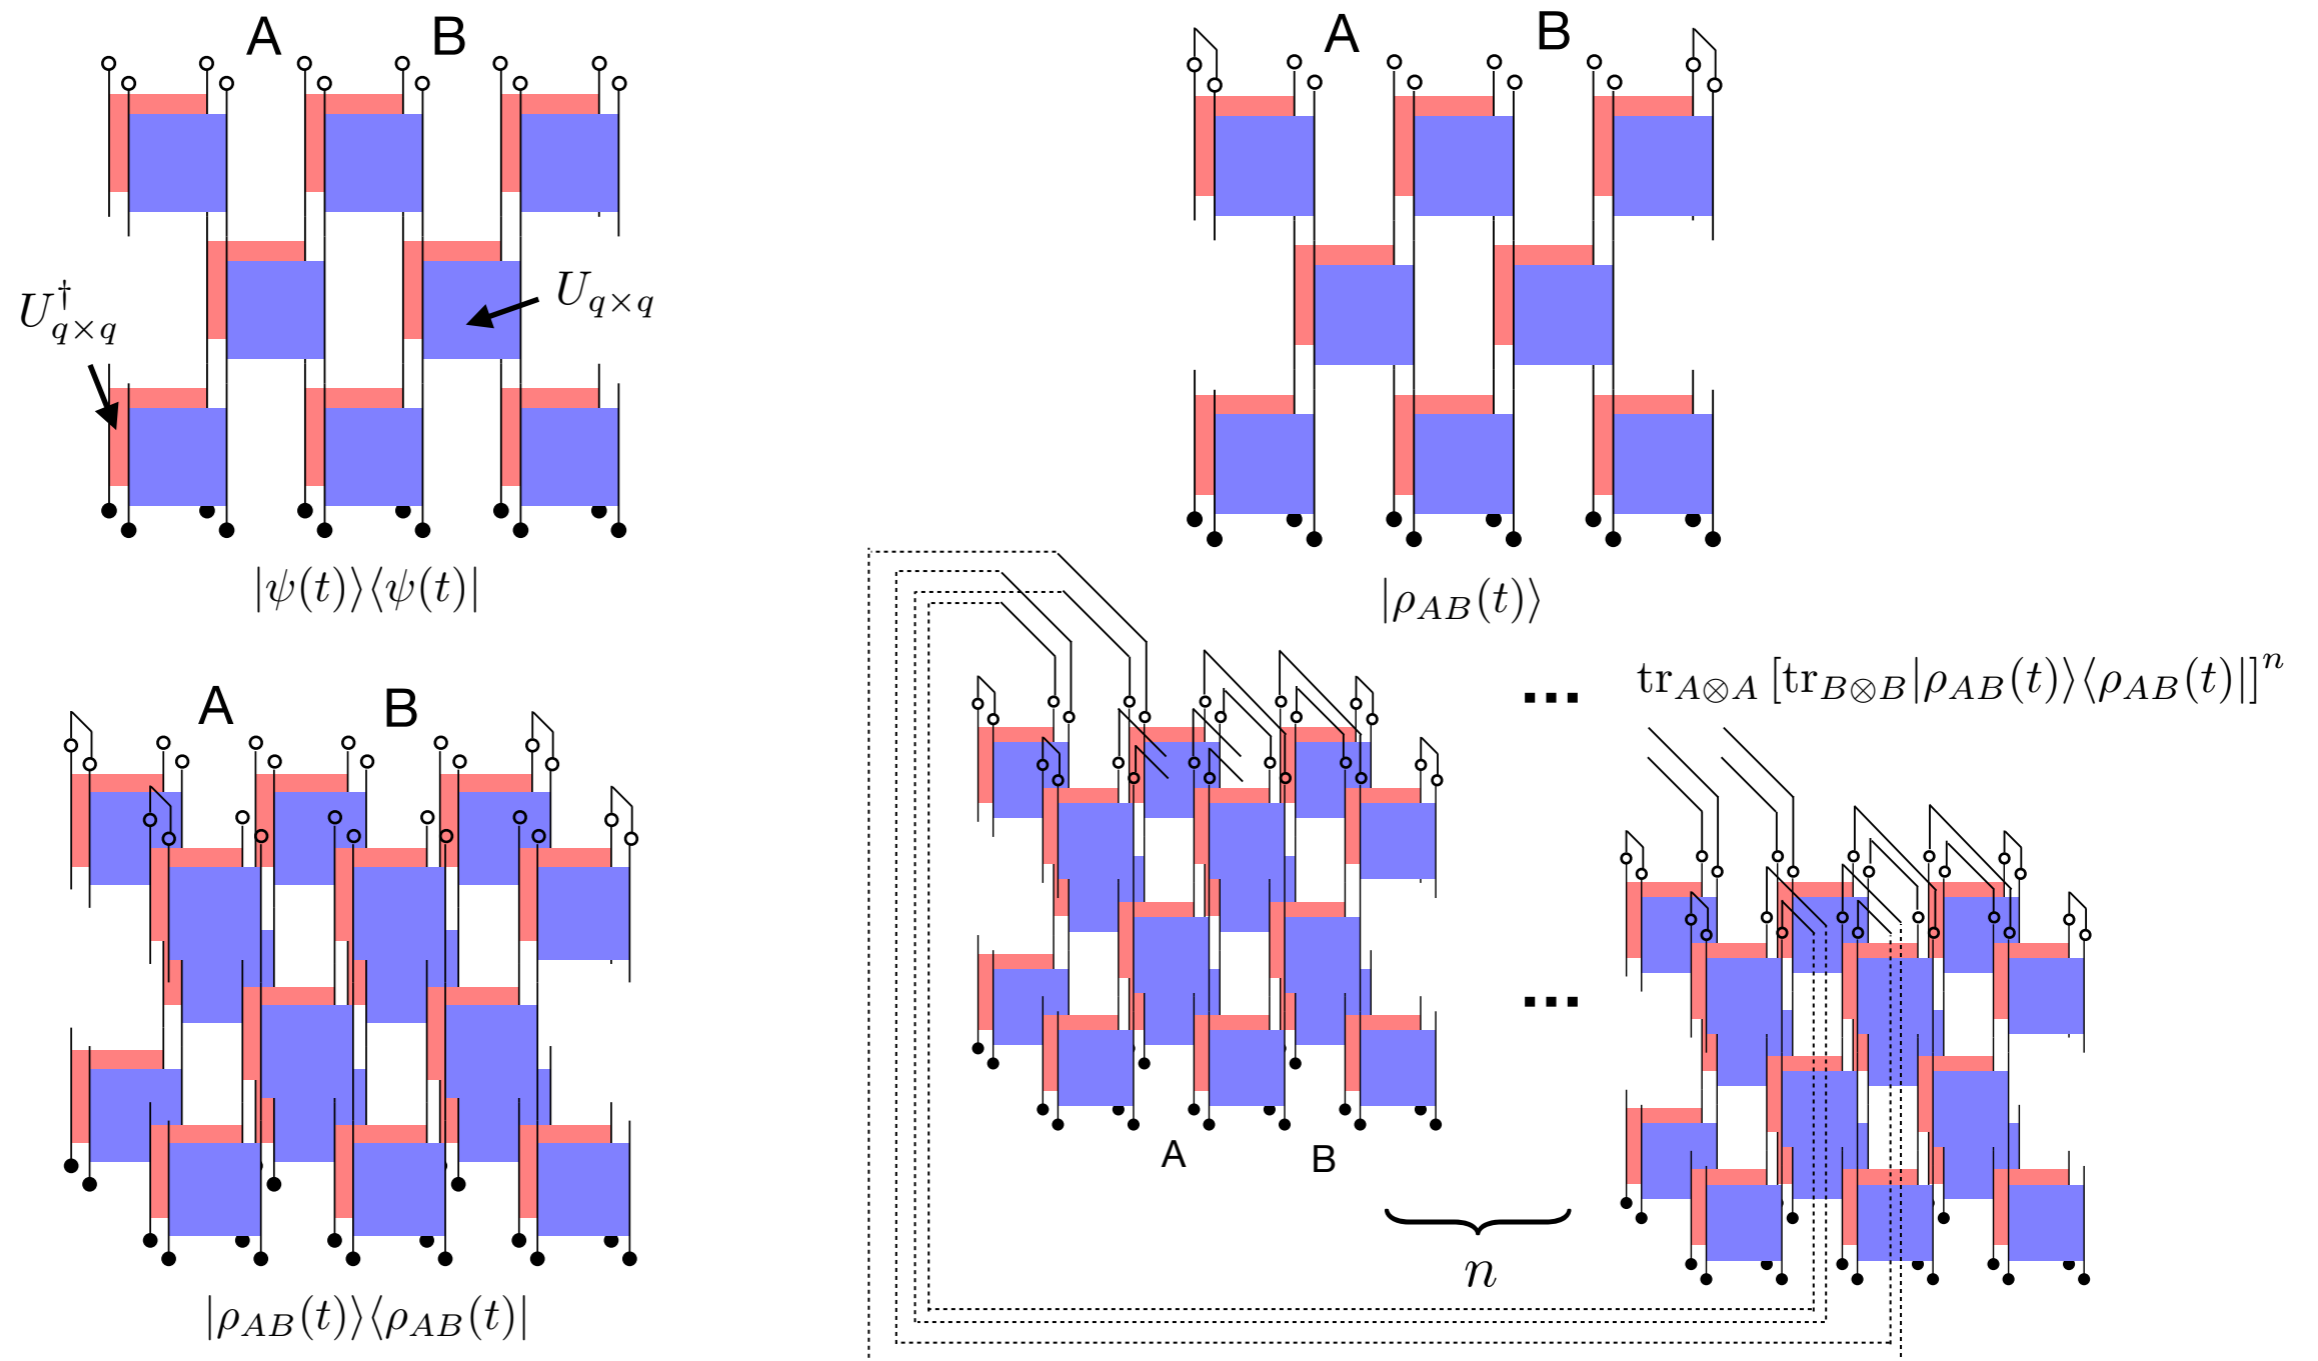 A B
U†q×q
Uq×q
|ψ(t)⟩⟨ψ(t)|
A B
|ρAB(t)⟩
A B
|ρAB(t)⟩⟨ρAB(t)|
... trA⊗A [trB⊗B|ρAB(t)⟩⟨ρAB(t)|]^n
...
A B
n